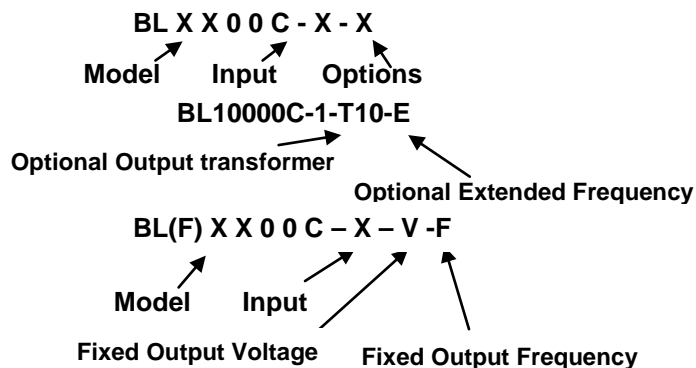 BL X X 0 0 C - X - X
Model Input Options
BL10000C-1-T10-E
Optional Output transformer
Optional Extended Frequency
BL(F) X X 0 0 C – X – V -F
Model Input
Fixed Output Voltage Fixed Output Frequency